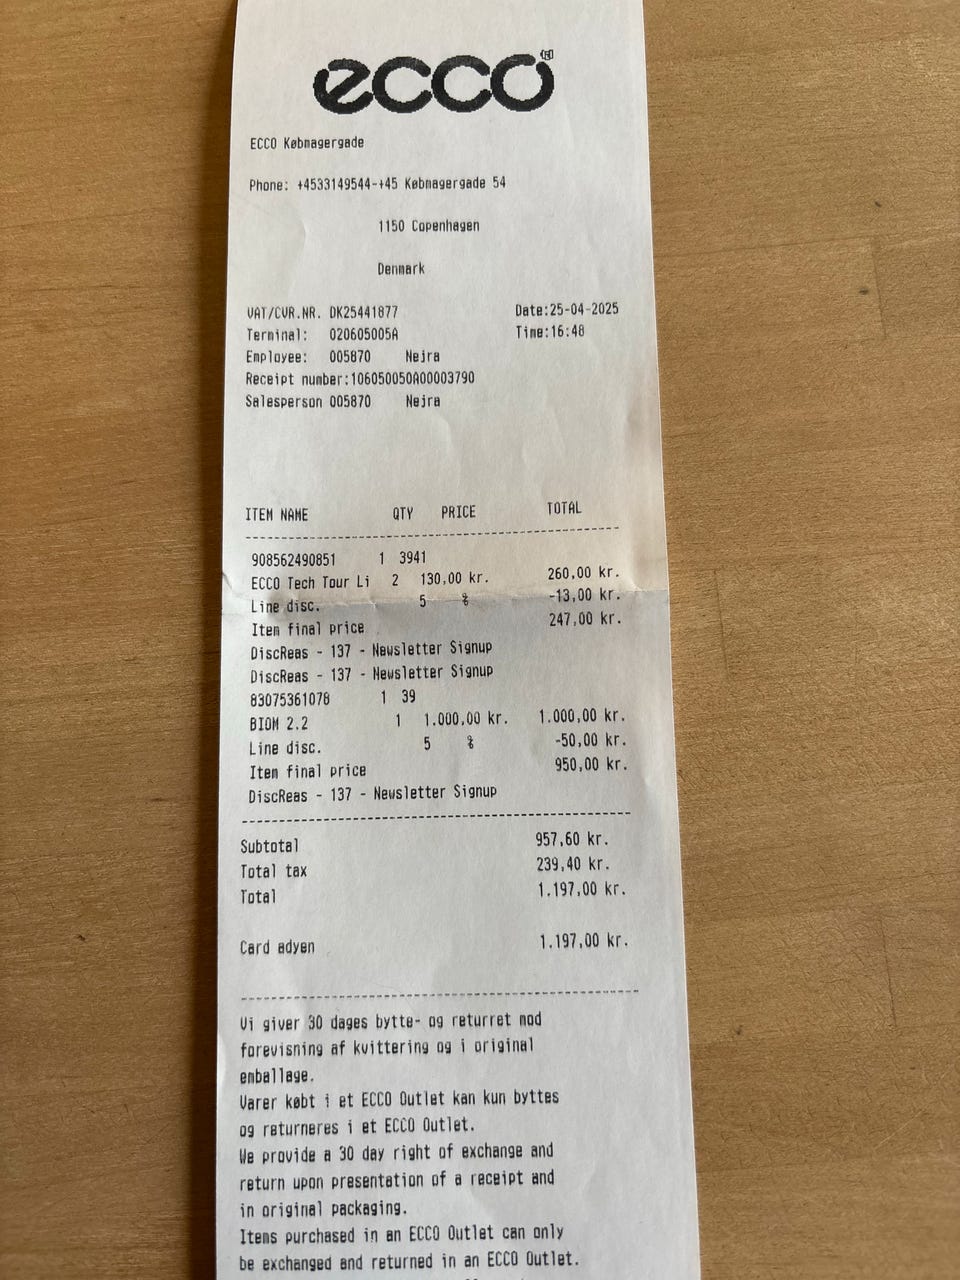 ecco
ECCO Købmagergade
Phone: +4533149544-+45 Købmagergade 54
1150 Copenhagen
Denmark
VAT/CVR.NR. DK25441877 Date:25-04-2025
Terminal: 020605005A Time:16:48
Employee: 005870 Nejra
Receipt number:106050050A00003790
Salesperson 005870 Nejra
ITEM NAME QTY PRICE TOTAL
908562490851 1 3941
ECCO Tech Tour Li 2 130,00 kr. 260,00 kr.
Line disc. 5 % -13,00 kr.
Item final price 247,00 kr.
DiscReas - 137 - Newsletter Signup
DiscReas - 137 - Newsletter Signup
83075361078 1 39
BIOM 2.2 1 1.000,00 kr. 1.000,00 kr.
Line disc. 5 % -50,00 kr.
Item final price 950,00 kr.
DiscReas - 137 - Newsletter Signup
Subtotal 957,60 kr.
Total tax 239,40 kr.
Total 1.197,00 kr.
Card adyen 1.197,00 kr.
Vi giver 30 dages bytte- og returret mod
forevisning af kvittering og i original
emballage.
Varer købt i et ECCO Outlet kan kun byttes
og returneres i et ECCO Outlet.
We provide a 30 day right of exchange and
return upon presentation of a receipt and
in original packaging.
Items purchased in an ECCO Outlet can only
be exchanged and returned in an ECCO Outlet.